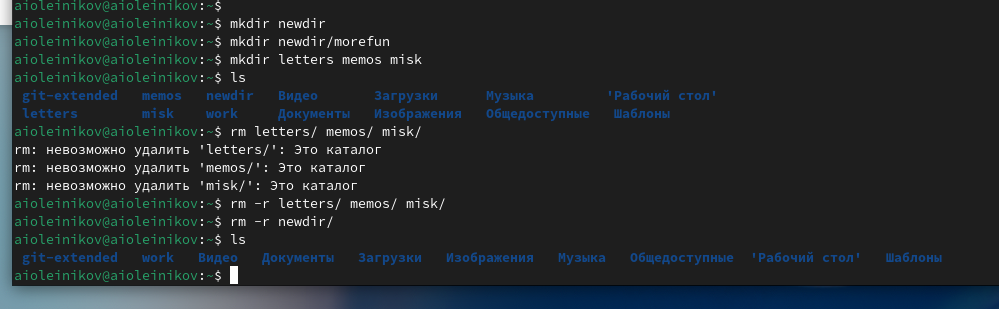 aioleinikov@aioleinikov:~$
aioleinikov@aioleinikov:~$ mkdir newdir
aioleinikov@aioleinikov:~$ mkdir newdir/morefun
aioleinikov@aioleinikov:~$ mkdir letters memos misk
aioleinikov@aioleinikov:~$ ls
git-extended memos newdir Видео Загрузки Музыка 'Рабочий стол'
letters misk work Документы Изображения Общедоступные Шаблоны
aioleinikov@aioleinikov:~$ rm letters/ memos/ misk/
rm: невозможно удалить 'letters/': Это каталог
rm: невозможно удалить 'memos/': Это каталог
rm: невозможно удалить 'misk/': Это каталог
aioleinikov@aioleinikov:~$ rm -r letters/ memos/ misk/
aioleinikov@aioleinikov:~$ rm -r newdir/
aioleinikov@aioleinikov:~$ ls
git-extended work Видео Документы Загрузки Изображения Музыка Общедоступные 'Рабочий стол' Шаблоны
aioleinikov@aioleinikov:~$